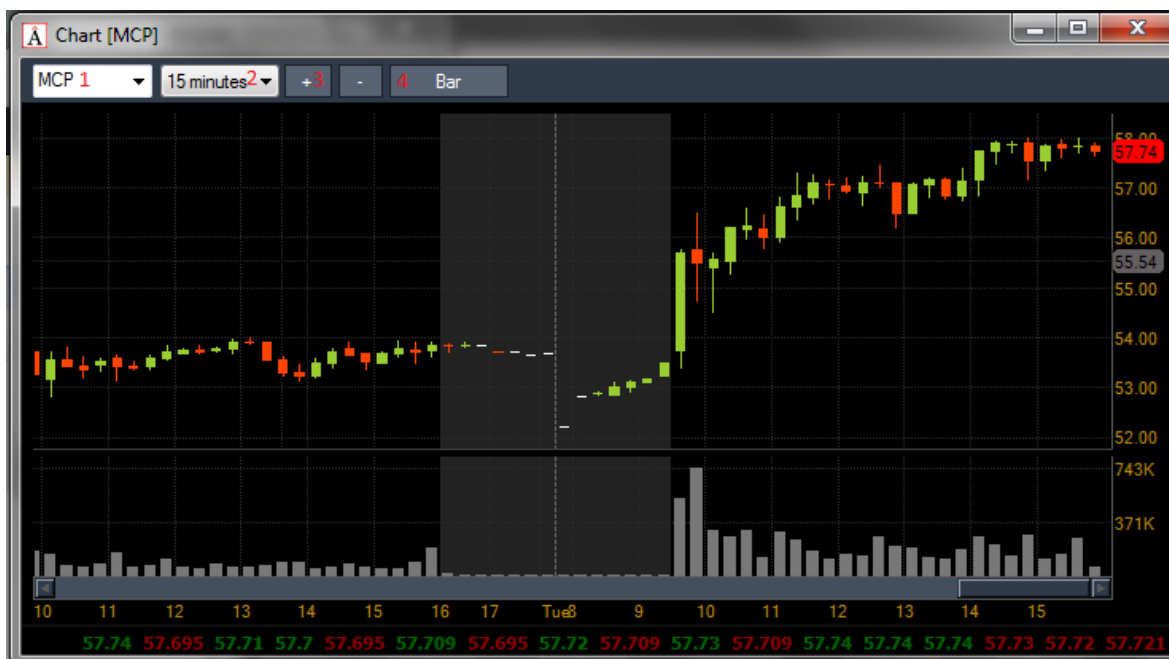 Chart [MCP]
MCP 1 15 minutes 2 + 3 - 4 Bar
58.00
57.74
57.00
56.00
55.54
55.00
54.00
53.00
52.00
743K
371K
10 11 12 13 14 15 16 17 Tue8 9 10 11 12 13 14 15
57.74 57.695 57.71 57.7 57.695 57.709 57.695 57.72 57.709 57.73 57.709 57.74 57.74 57.74 57.73 57.72 57.721